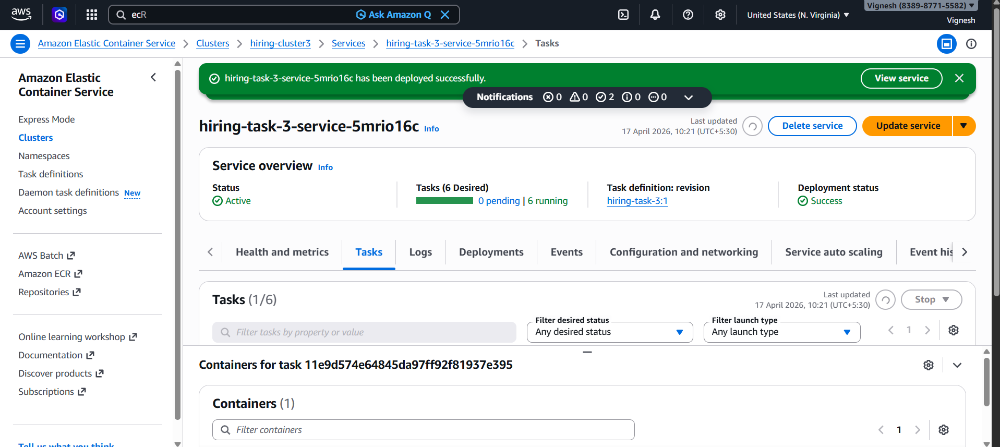 aws
ecR
Ask Amazon Q
United States (N. Virginia)
Vignesh (8389-8771-5582)
Vignesh
Amazon Elastic Container Service
Clusters
hiring-cluster3
Services
hiring-task-3-service-5mrio16c
Tasks
Amazon Elastic
Container Service
Express Mode
Clusters
Namespaces
Task definitions
Daemon task definitions New
Account settings
AWS Batch
Amazon ECR
Repositories
Online learning workshop
Documentation
Discover products
Subscriptions
Tell us what you think
hiring-task-3-service-5mrio16c has been deployed successfully.
View service
Notifications 0 0 2 0 0
hiring-task-3-service-5mrio16c Info
Last updated
17 April 2026, 10:21 (UTC+5:30)
Delete service
Update service
Service overview Info
Status
Active
Tasks (6 Desired)
0 pending | 6 running
Task definition: revision
hiring-task-3:1
Deployment status
Success
Health and metrics
Tasks
Logs
Deployments
Events
Configuration and networking
Service auto scaling
Event his
Tasks (1/6)
Last updated
17 April 2026, 10:21 (UTC+5:30)
Stop
Filter tasks by property or value
Filter desired status
Any desired status
Filter launch type
Any launch type
1
Containers for task 11e9d574e64845da97ff92f81937e395
Containers (1)
Filter containers
1